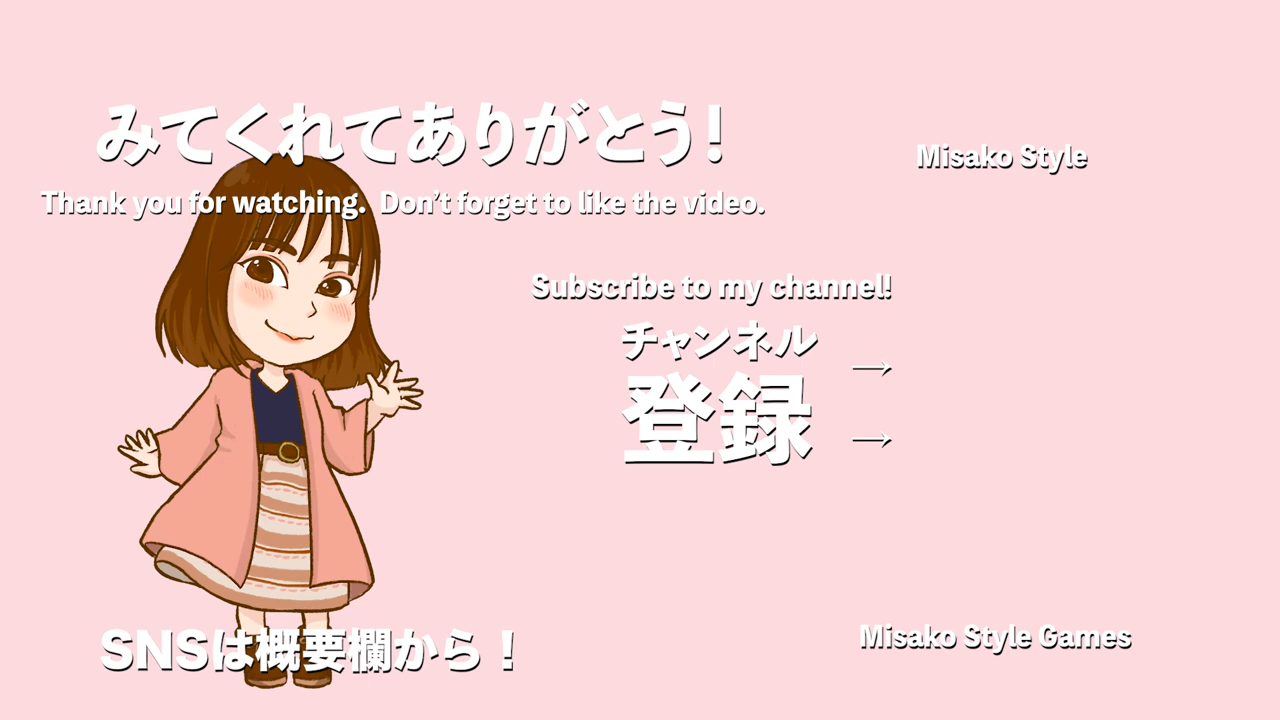 みてくれてありがとう!
Misako Style
Thank you for watching. Don't forget to like the video.
Subscribe to my channel!
チャンネル
登録
→
→
SNSは概要欄から！
Misako Style Games